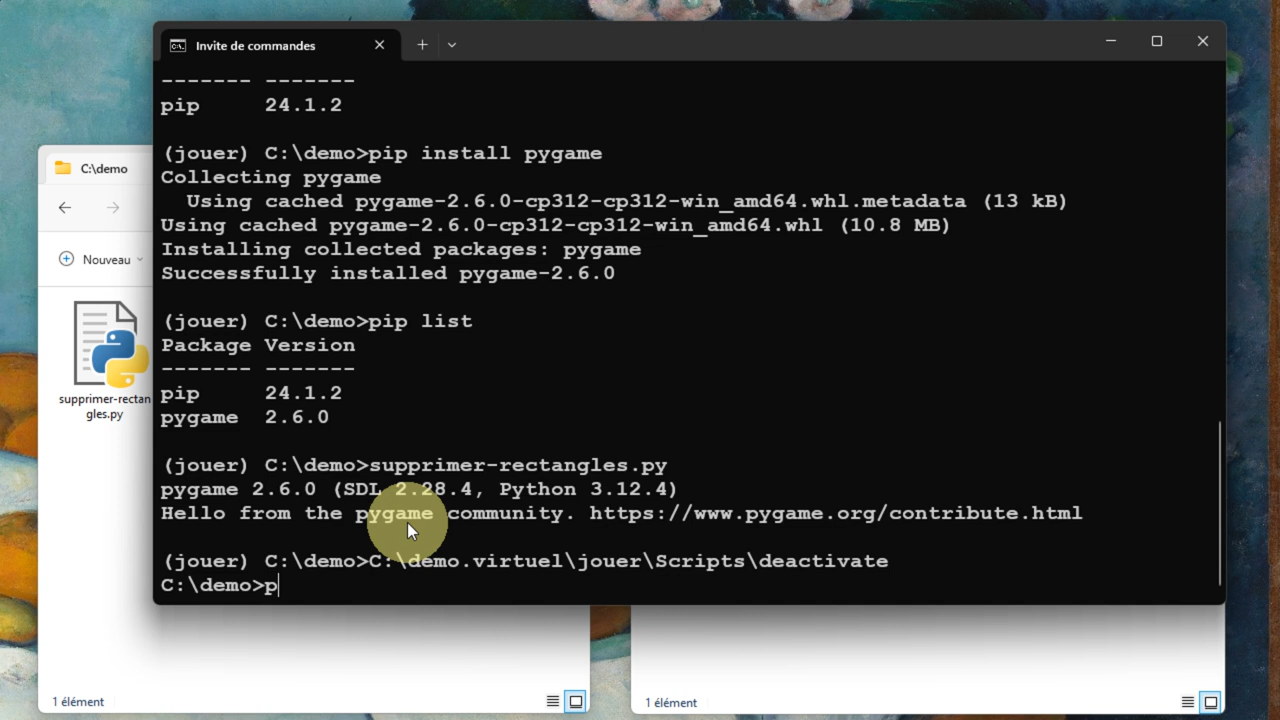 Invite de commandes
------- -------
pip     24.1.2
(jouer) C:\demo>pip install pygame
Collecting pygame
  Using cached pygame-2.6.0-cp312-cp312-win_amd64.whl.metadata (13 kB)
Using cached pygame-2.6.0-cp312-cp312-win_amd64.whl (10.8 MB)
Installing collected packages: pygame
Successfully installed pygame-2.6.0
(jouer) C:\demo>pip list
Package Version
------- -------
pip     24.1.2
pygame  2.6.0
(jouer) C:\demo>supprimer-rectangles.py
pygame 2.6.0 (SDL 2.28.4, Python 3.12.4)
Hello from the pygame community. https://www.pygame.org/contribute.html
(jouer) C:\demo>C:\demo.virtuel\jouer\Scripts\deactivate
C:\demo>p
C:\demo
Nouveau
supprimer-rectan
gles.py
1 élément
1 élément